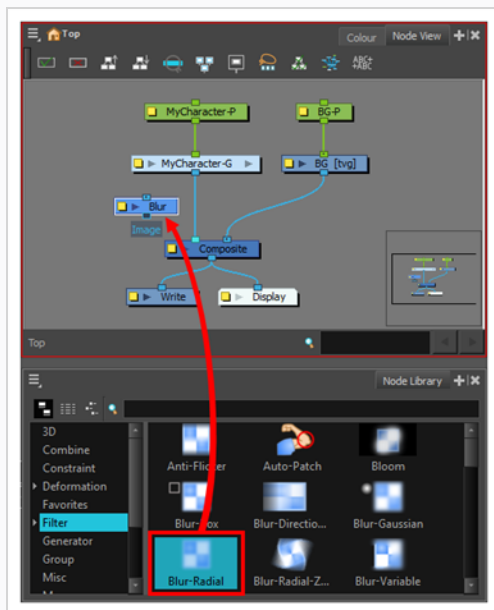 Top
Colour
Node View
ABC+
+ABC
MyCharacter-P
BG-P
MyCharacter-G
BG [tvg]
Blur
Image
Composite
Write
Display
Top
Node Library
3D
Combine
Constraint
Deformation
Favorites
Filter
Generator
Group
Misc
Anti-Flicker
Auto-Patch
Bloom
Blur-Box
Blur-Directio...
Blur-Gaussian
Blur-Radial
Blur-Radial-Z...
Blur-Variable